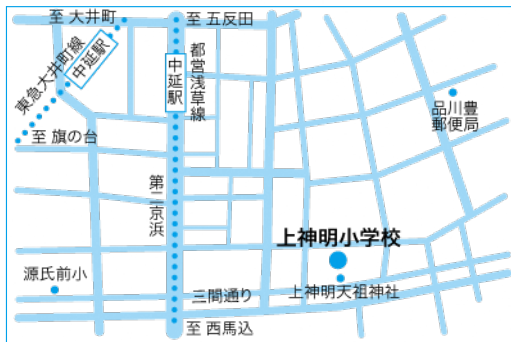 至 大井町
至 五反田
東急大井町線
中延駅
中延駅
都営浅草線
品川豊
郵便局
至 旗の台
第二京浜
上神明小学校
源氏前小
三間通り
上神明天祖神社
至 西馬込